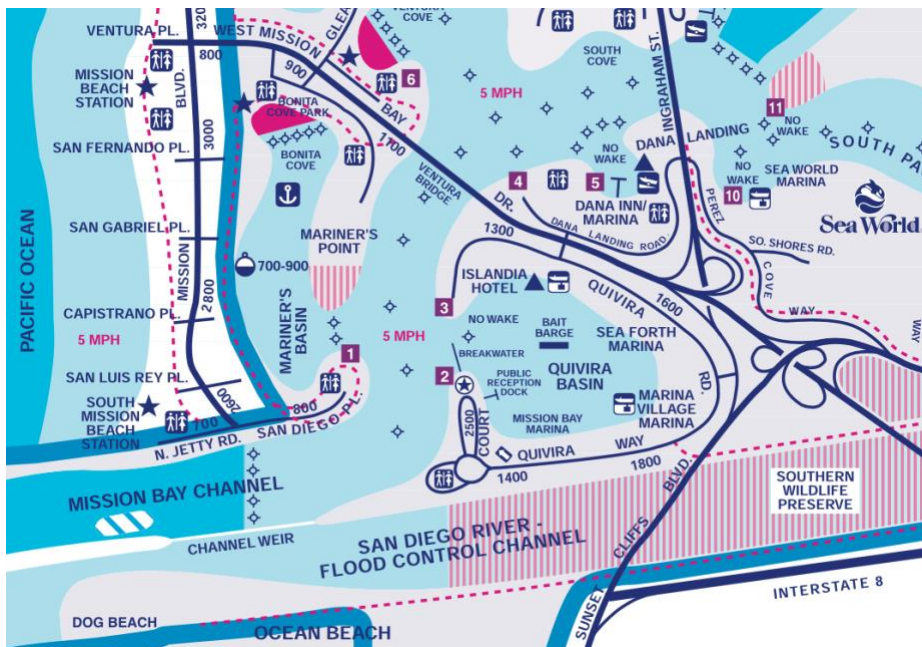 320
VENTURA PL.
800
WEST MISSION
GLEA
VENTURA
COVE
MISSION
BEACH
STATION
BLVD.
900
6
5 MPH
SOUTH
COVE
INGRAHAM ST.
BONITA
COVE PARK
BAY
11
NO
WAKE
3000
1100
SAN FERNANDO PL.
BONITA
COVE
NO
WAKE
DANA LANDING
NO
WAKE
SOUTH PA
VENTURA
BRIDGE
4
5
DANA INN/
MARINA
10
SEA WORLD
MARINA
PEREZ
DR.
SAN GABRIEL PL.
MARINER'S
POINT
1300
DANA LANDING ROAD
SeaWorld
SO. SHORES RD.
PACIFIC OCEAN
MISSION
2800
700-900
ISLANDIA
HOTEL
QUIVIRA
1600
COVE
WAY
WAY
CAPISTRANO PL.
MARINER'S
BASIN
3
5 MPH
5 MPH
NO WAKE
BAIT
BARGE
SEA FORTH
MARINA
1
BREAKWATER
SAN LUIS REY PL.
2
PUBLIC
RECEPTION
DOCK
QUIVIRA
BASIN
RD.
2600
800
SAN DIEGO PL.
SOUTH
MISSION
BEACH
STATION
700
N. JETTY RD.
2500
COURT
MISSION BAY
MARINA
MARINA
VILLAGE
MARINA
QUIVIRA
WAY
1400
1800
BLVD.
SOUTHERN
WILDLIFE
PRESERVE
MISSION BAY CHANNEL
CHANNEL WEIR
SAN DIEGO RIVER -
FLOOD CONTROL CHANNEL
CLIFFS
SUNSET
INTERSTATE 8
DOG BEACH
OCEAN BEACH